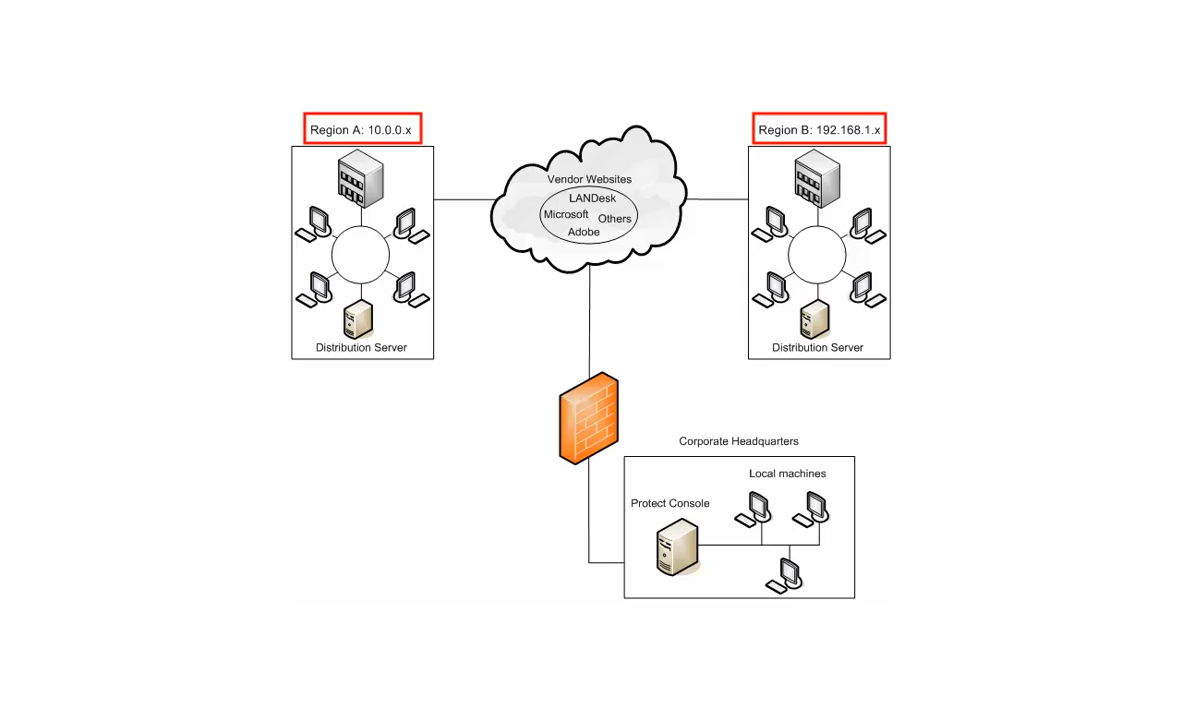 Region A: 10.0.0.x
Region B: 192.168.1.x
Vendor Websites
LANDesk
Microsoft
Others
Adobe
Distribution Server
Distribution Server
Corporate Headquarters
Local machines
Protect Console